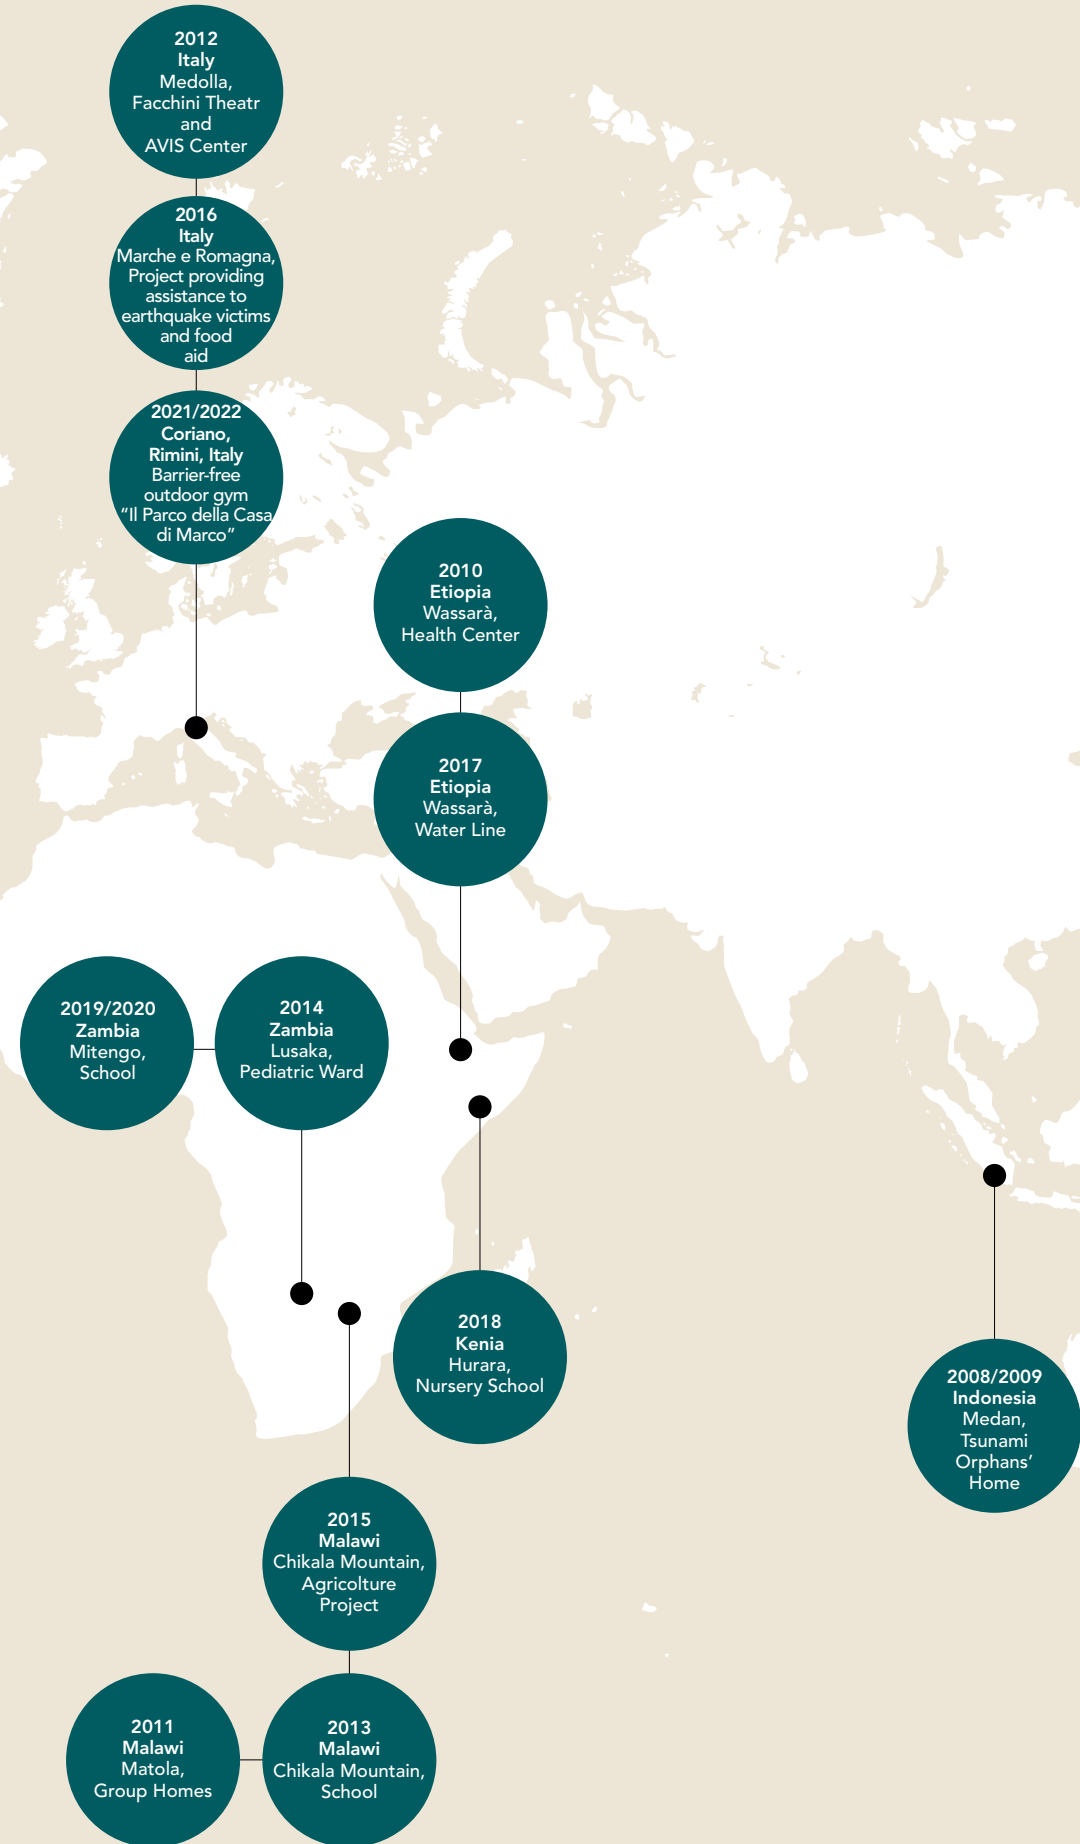 2012
Italy
Medolla,
Facchini Theatr
and
AVIS Center
2016
Italy
Marche e Romagna,
Project providing
assistance to
earthquake victims
and food
aid
2021/2022
Coriano,
Rimini, Italy
Barrier-free
outdoor gym
“Il Parco della Casa
di Marco”
2010
Etiopia
Wassarà,
Health Center
2017
Etiopia
Wassarà,
Water Line
2019/2020
Zambia
Mitengo,
School
2014
Zambia
Lusaka,
Pediatric Ward
2018
Kenia
Hurara,
Nursery School
2008/2009
Indonesia
Medan,
Tsunami
Orphans’
Home
2015
Malawi
Chikala Mountain,
Agricolture
Project
2011
Malawi
Matola,
Group Homes
2013
Malawi
Chikala Mountain,
School